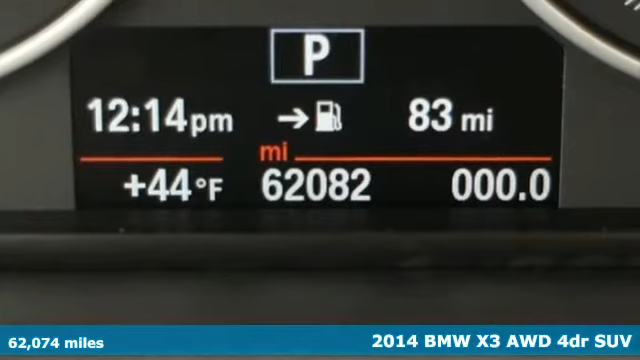 P
12:14pm → 83 mi
mi
+44°F 62082 000.0
62,074 miles 2014 BMW X3 AWD 4dr SUV